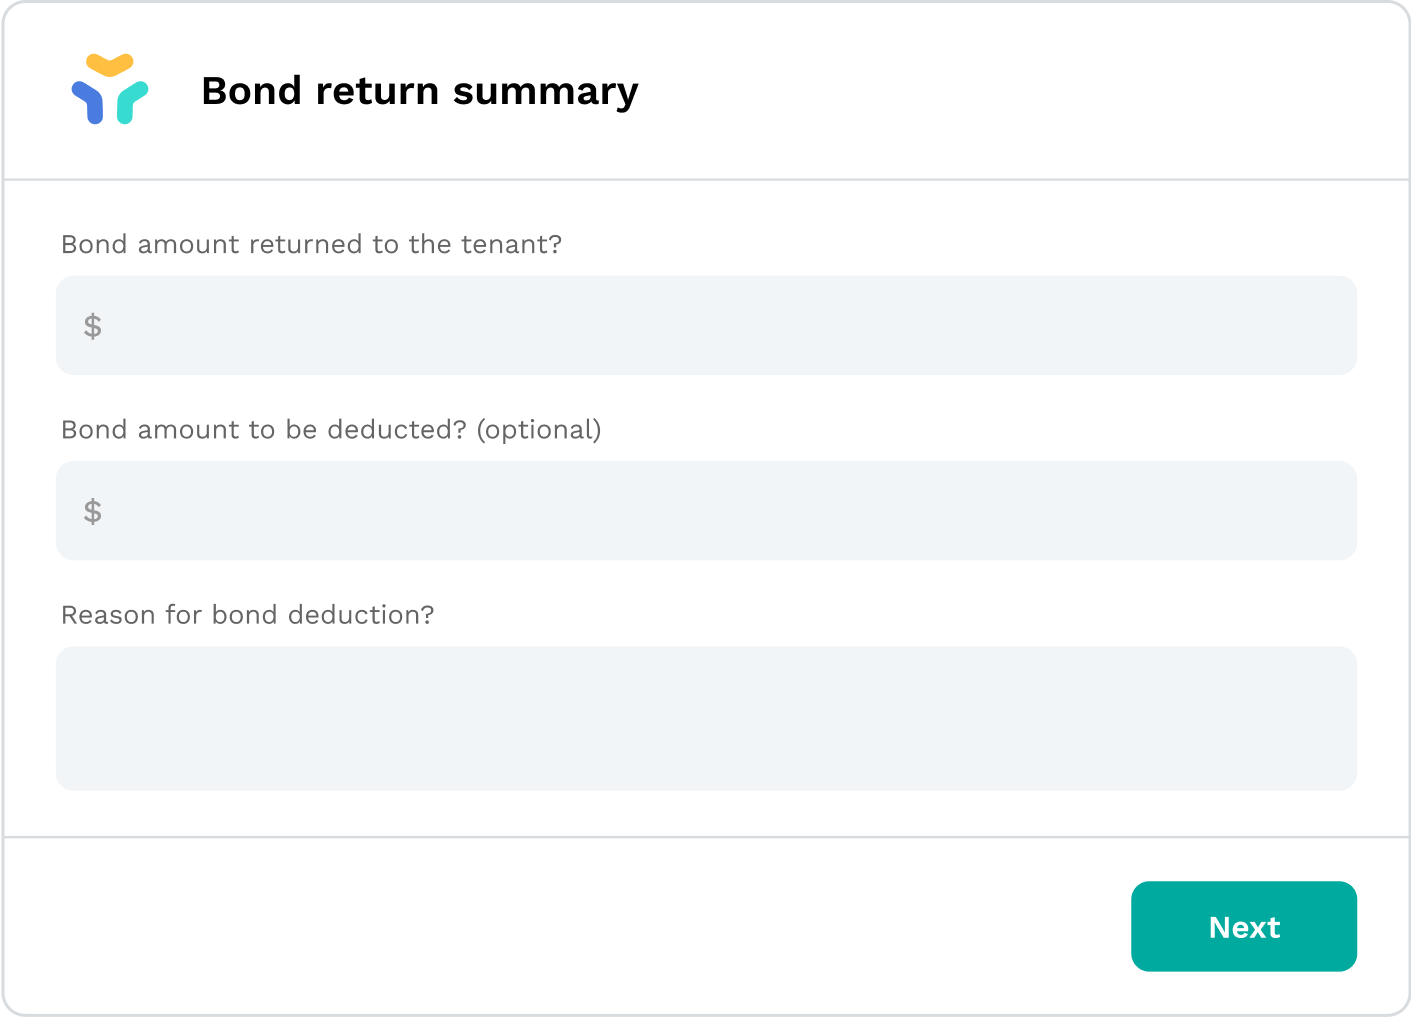 Bond return summary
Bond amount returned to the tenant?
$
Bond amount to be deducted? (optional)
$
Reason for bond deduction?
Next